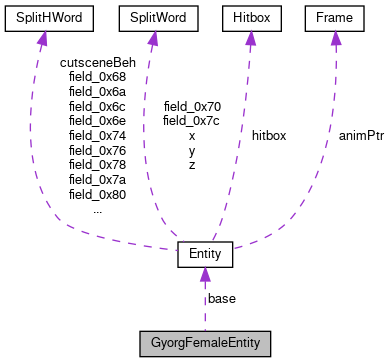 SplitHWord
SplitWord
Hitbox
Frame
cutsceneBeh
field_0x68
field_0x6a
field_0x6c
field_0x6e
field_0x74
field_0x76
field_0x78
field_0x7a
field_0x80
...
field_0x70
field_0x7c
x
y
z
hitbox
animPtr
Entity
base
GyorgFemaleEntity